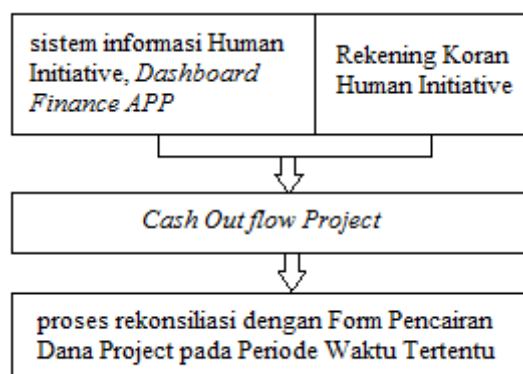 sistem informasi Human
Initiative, Dashboard
Finance APP
Rekening Koran
Human Initiative
Cash Out flow Project
proses rekonsiliasi dengan Form Pencairan
Dana Project pada Periode Waktu Tertentu